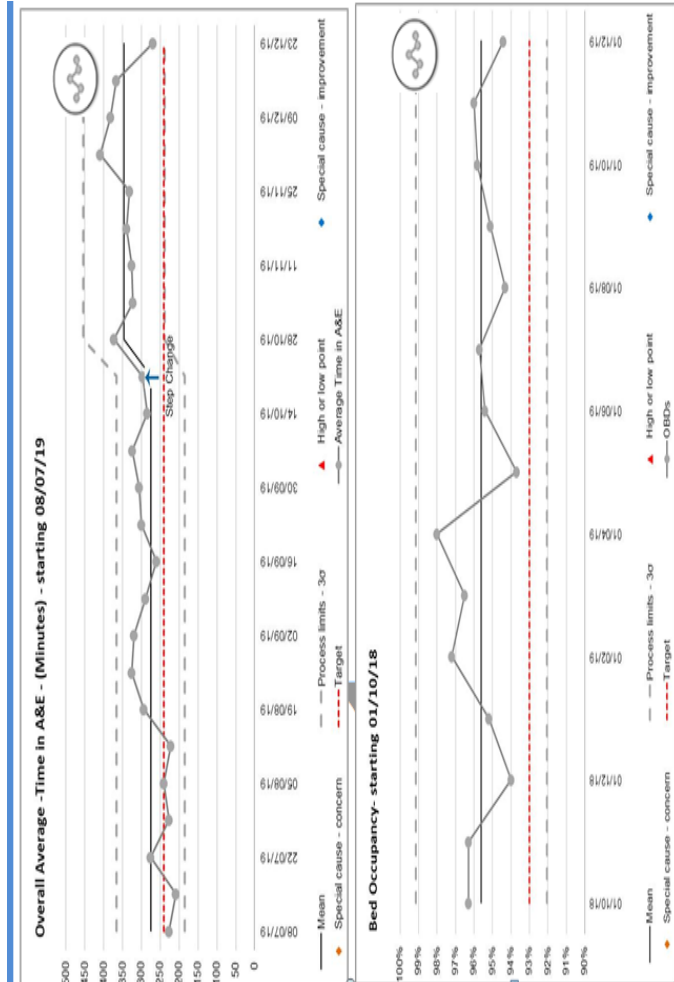 Overall Average -Time in A&E - (Minutes) - starting 08/07/19
500
450
400
350
300
250
200
150
100
50
0
Step Change
08/07/19
22/07/19
05/08/19
19/08/19
02/09/19
16/09/19
30/09/19
14/10/19
28/10/19
11/11/19
25/11/19
09/12/19
23/12/19
Mean
Process limits - 3σ
High or low point
Special cause - improvement
Special cause - concern
Target
Average Time in A&E
0
Bed Occupancy- starting 01/10/18
100%
99%
98%
97%
96%
95%
94%
93%
92%
91%
90%
01/10/18
01/12/18
01/02/19
01/04/19
01/06/19
01/08/19
01/10/19
01/12/19
Mean
Process limits - 3σ
High or low point
Special cause - improvement
Special cause - concern
Target
OBDs